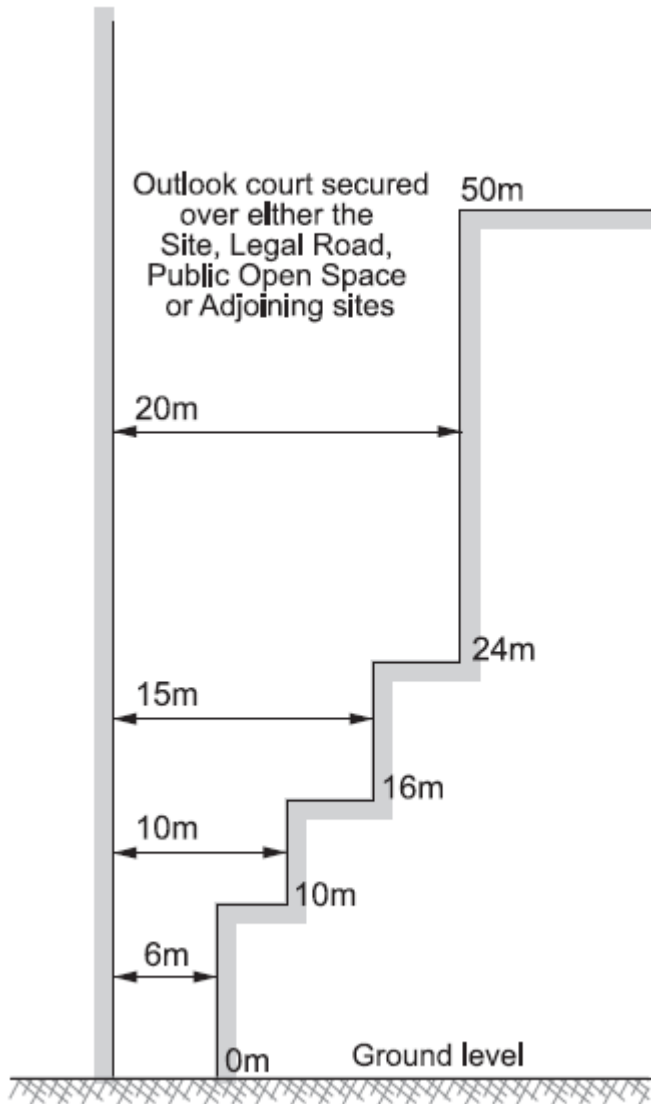 Outlook court secured
over either the
Site, Legal Road,
Public Open Space
or Adjoining sites
50m
20m
24m
15m
16m
10m
10m
6m
0m
Ground level